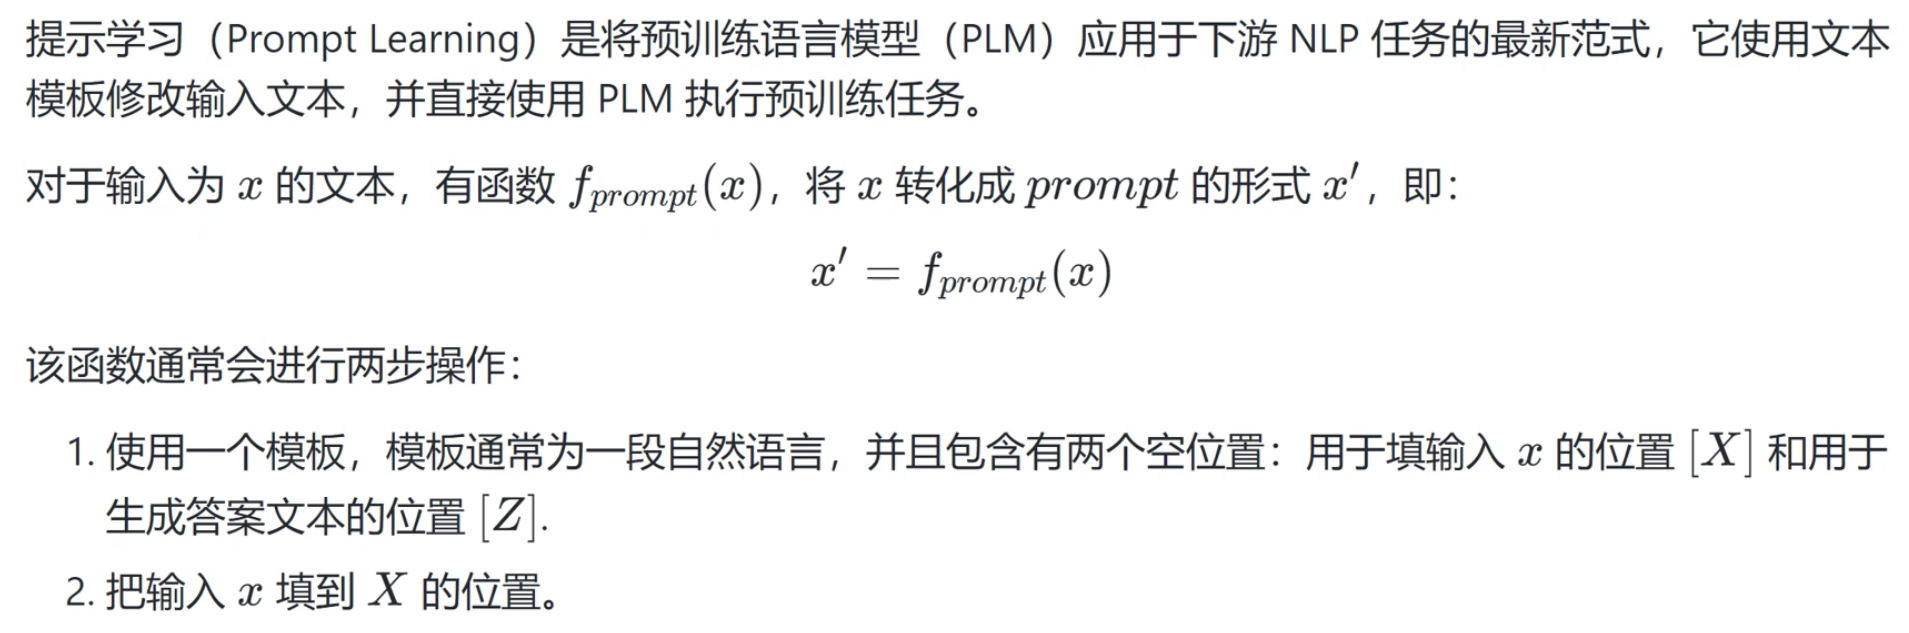 提示学习（Prompt Learning）是将预训练语言模型（PLM）应用于下游 NLP 任务的最新范式，它使用文本
模板修改输入文本，并直接使用 PLM 执行预训练任务。
对于输入为 x 的文本，有函数 f_{prompt}(x)，将 x 转化成 prompt 的形式 x′，即：
x′ = f_{prompt}(x)
该函数通常会进行两步操作：
1. 使用一个模板，模板通常为一段自然语言，并且包含有两个空位置：用于填输入 x 的位置 [X] 和用于
生成答案文本的位置 [Z].
2. 把输入 x 填到 X 的位置。